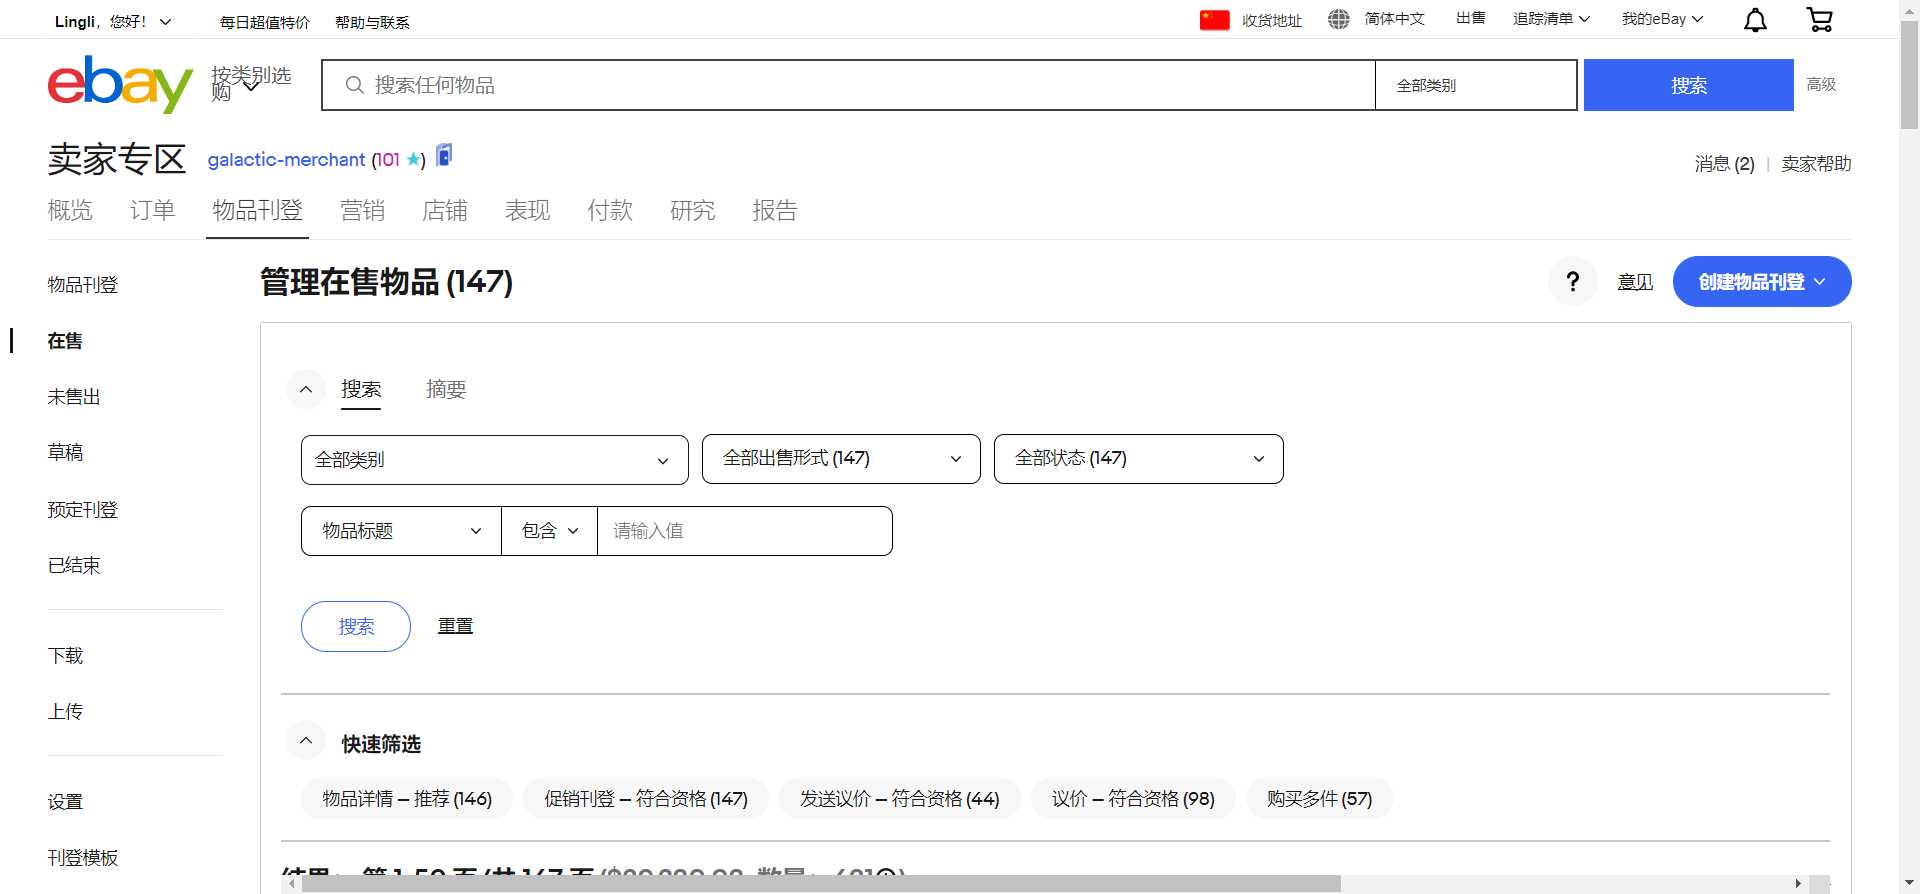 Lingli，您好！ 每日超值特价 帮助与联系 收货地址 简体中文 出售 追踪清单 我的eBay
ebay 按类别选购 搜索任何物品 全部类别 搜索 高级
卖家专区 galactic-merchant (101 ★) 消息 (2) | 卖家帮助
概览 订单 物品刊登 营销 店铺 表现 付款 研究 报告
物品刊登
在售
未售出
草稿
预定刊登
已结束
下载
上传
设置
刊登模板
管理在售物品 (147) ? 意见 创建物品刊登
搜索 摘要
全部类别 全部出售形式 (147) 全部状态 (147)
物品标题 包含 请输入值
搜索 重置
快速筛选
物品详情 – 推荐 (146) 促销刊登 – 符合资格 (147) 发送议价 – 符合资格 (44) 议价 – 符合资格 (98) 购买多件 (57)